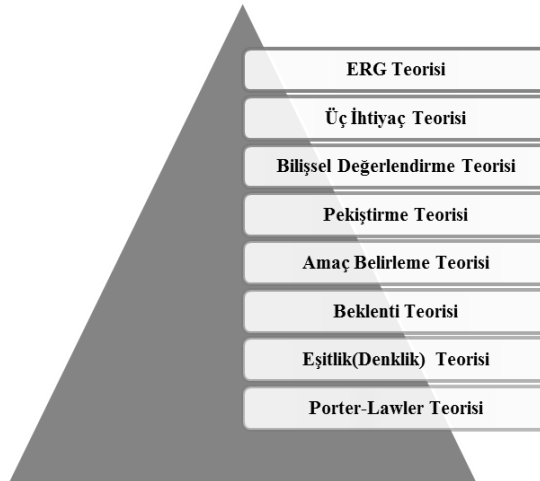 ERG Teorisi
Üç İhtiyaç Teorisi
Bilişsel Değerlendirme Teorisi
Pekiştirme Teorisi
Amaç Belirleme Teorisi
Beklenti Teorisi
Eşitlik(Denklik) Teorisi
Porter-Lawler Teorisi